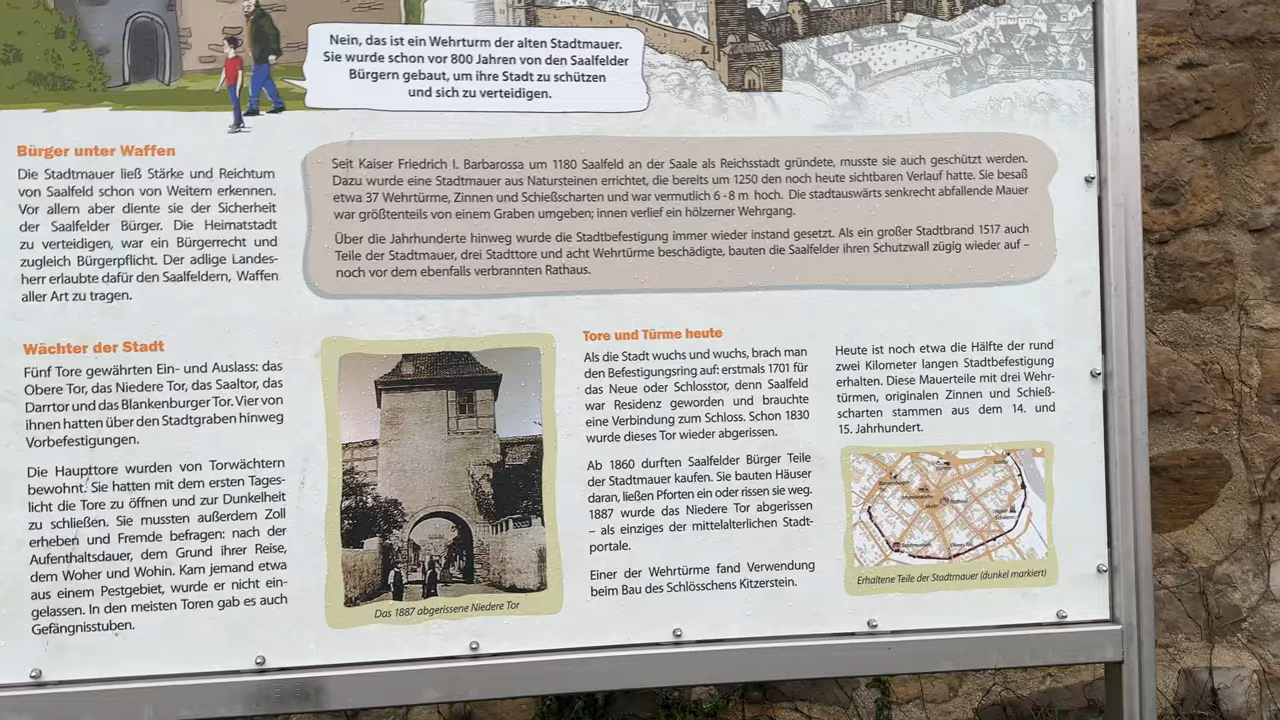 Nein, das ist ein Wehrturm der alten Stadtmauer.
Sie wurde schon vor 800 Jahren von den Saalfelder
Bürgern gebaut, um ihre Stadt zu schützen
und sich zu verteidigen.
Bürger unter Waffen
Die Stadtmauer ließ Stärke und Reichtum
von Saalfeld schon von Weitem erkennen.
Vor allem aber diente sie der Sicherheit
der Saalfelder Bürger. Die Heimatstadt
zu verteidigen, war ein Bürgerrecht und
zugleich Bürgerpflicht. Der adlige Landes-
herr erlaubte dafür den Saalfeldern, Waffen
aller Art zu tragen.
Seit Kaiser Friedrich I. Barbarossa um 1180 Saalfeld an der Saale als Reichsstadt gründete, musste sie auch geschützt werden.
Dazu wurde eine Stadtmauer aus Natursteinen errichtet, die bereits um 1250 den noch heute sichtbaren Verlauf hatte. Sie besaß
etwa 37 Wehrtürme, Zinnen und Schießscharten und war vermutlich 6 - 8 m hoch. Die stadtauswärts senkrecht abfallende Mauer
war größtenteils von einem Graben umgeben; innen verlief ein hölzerner Wehrgang.
Über die Jahrhunderte hinweg wurde die Stadtbefestigung immer wieder instand gesetzt. Als ein großer Stadtbrand 1517 auch
Teile der Stadtmauer, drei Stadttore und acht Wehrtürme beschädigte, bauten die Saalfelder ihren Schutzwall zügig wieder auf –
noch vor dem ebenfalls verbrannten Rathaus.
Wächter der Stadt
Fünf Tore gewährten Ein- und Auslass: das
Obere Tor, das Niedere Tor, das Saaltor, das
Darrtor und das Blankenburger Tor. Vier von
ihnen hatten über den Stadtgraben hinweg
Vorbefestigungen.
Die Haupttore wurden von Torwächtern
bewohnt. Sie hatten mit dem ersten Tages-
licht die Tore zu öffnen und zur Dunkelheit
zu schließen. Sie mussten außerdem Zoll
erheben und Fremde befragen: nach der
Aufenthaltsdauer, dem Grund ihrer Reise,
dem Woher und Wohin. Kam jemand etwa
aus einem Pestgebiet, wurde er nicht ein-
gelassen. In den meisten Toren gab es auch
Gefängnisstuben.
Das 1887 abgerissene Niedere Tor
Tore und Türme heute
Als die Stadt wuchs und wuchs, brach man
den Befestigungsring auf: erstmals 1701 für
das Neue oder Schlosstor, denn Saalfeld
war Residenz geworden und brauchte
eine Verbindung zum Schloss. Schon 1830
wurde dieses Tor wieder abgerissen.
Ab 1860 durften Saalfelder Bürger Teile
der Stadtmauer kaufen. Sie bauten Häuser
daran, ließen Pforten ein oder rissen sie weg.
1887 wurde das Niedere Tor abgerissen
– als einziges der mittelalterlichen Stadt-
portale.
Einer der Wehrtürme fand Verwendung
beim Bau des Schlösschens Kitzerstein.
Heute ist noch etwa die Hälfte der rund
zwei Kilometer langen Stadtbefestigung
erhalten. Diese Mauerteile mit drei Wehr-
türmen, originalen Zinnen und Schieß-
scharten stammen aus dem 14. und
15. Jahrhundert.
Erhaltene Teile der Stadtmauer (dunkel markiert)